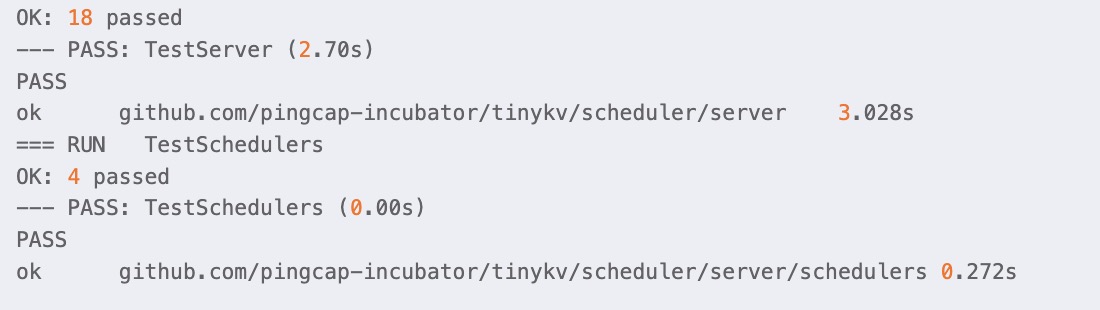 OK: 18 passed
--- PASS: TestServer (2.70s)
PASS
ok      github.com/pingcap-incubator/tinykv/scheduler/server    3.028s
=== RUN   TestSchedulers
OK: 4 passed
--- PASS: TestSchedulers (0.00s)
PASS
ok      github.com/pingcap-incubator/tinykv/scheduler/server/schedulers 0.272s